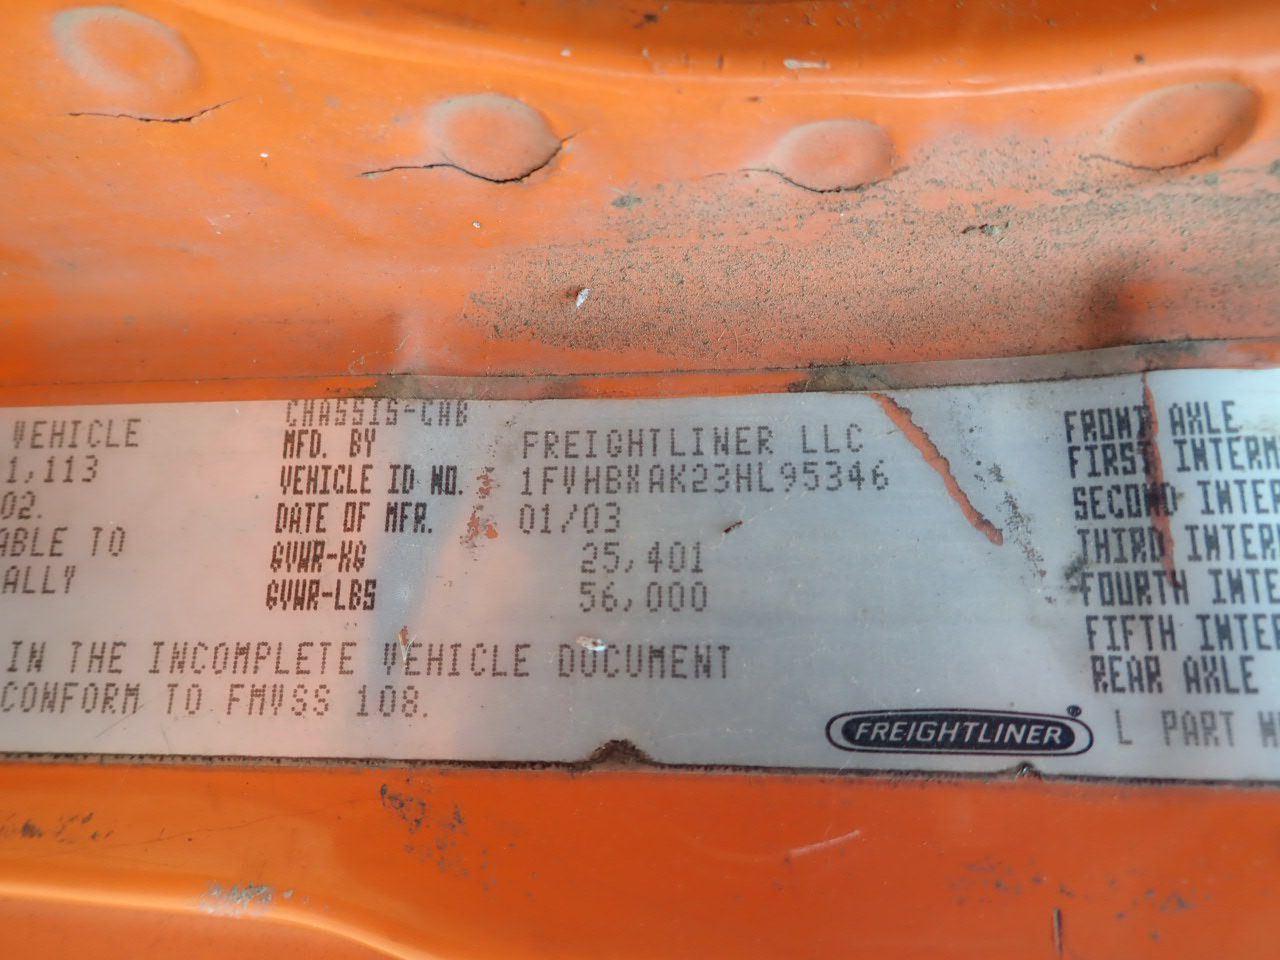 CHASSIS-CAB
VEHICLE MFD. BY FREIGHTLINER LLC FRONT AXLE
1,113 VEHICLE ID NO. 1FVHBXAK23HL95346 FIRST INTERM
02. DATE OF MFR. 01/03 SECOND INTER
ABLE TO GVWR-KG 25,401 THIRD INTERM
ALLY GVWR-LBS 56,000 FOURTH INTE
FIFTH INTER
IN THE INCOMPLETE VEHICLE DOCUMENT REAR AXLE
CONFORM TO FMVSS 108.
FREIGHTLINER® L PART